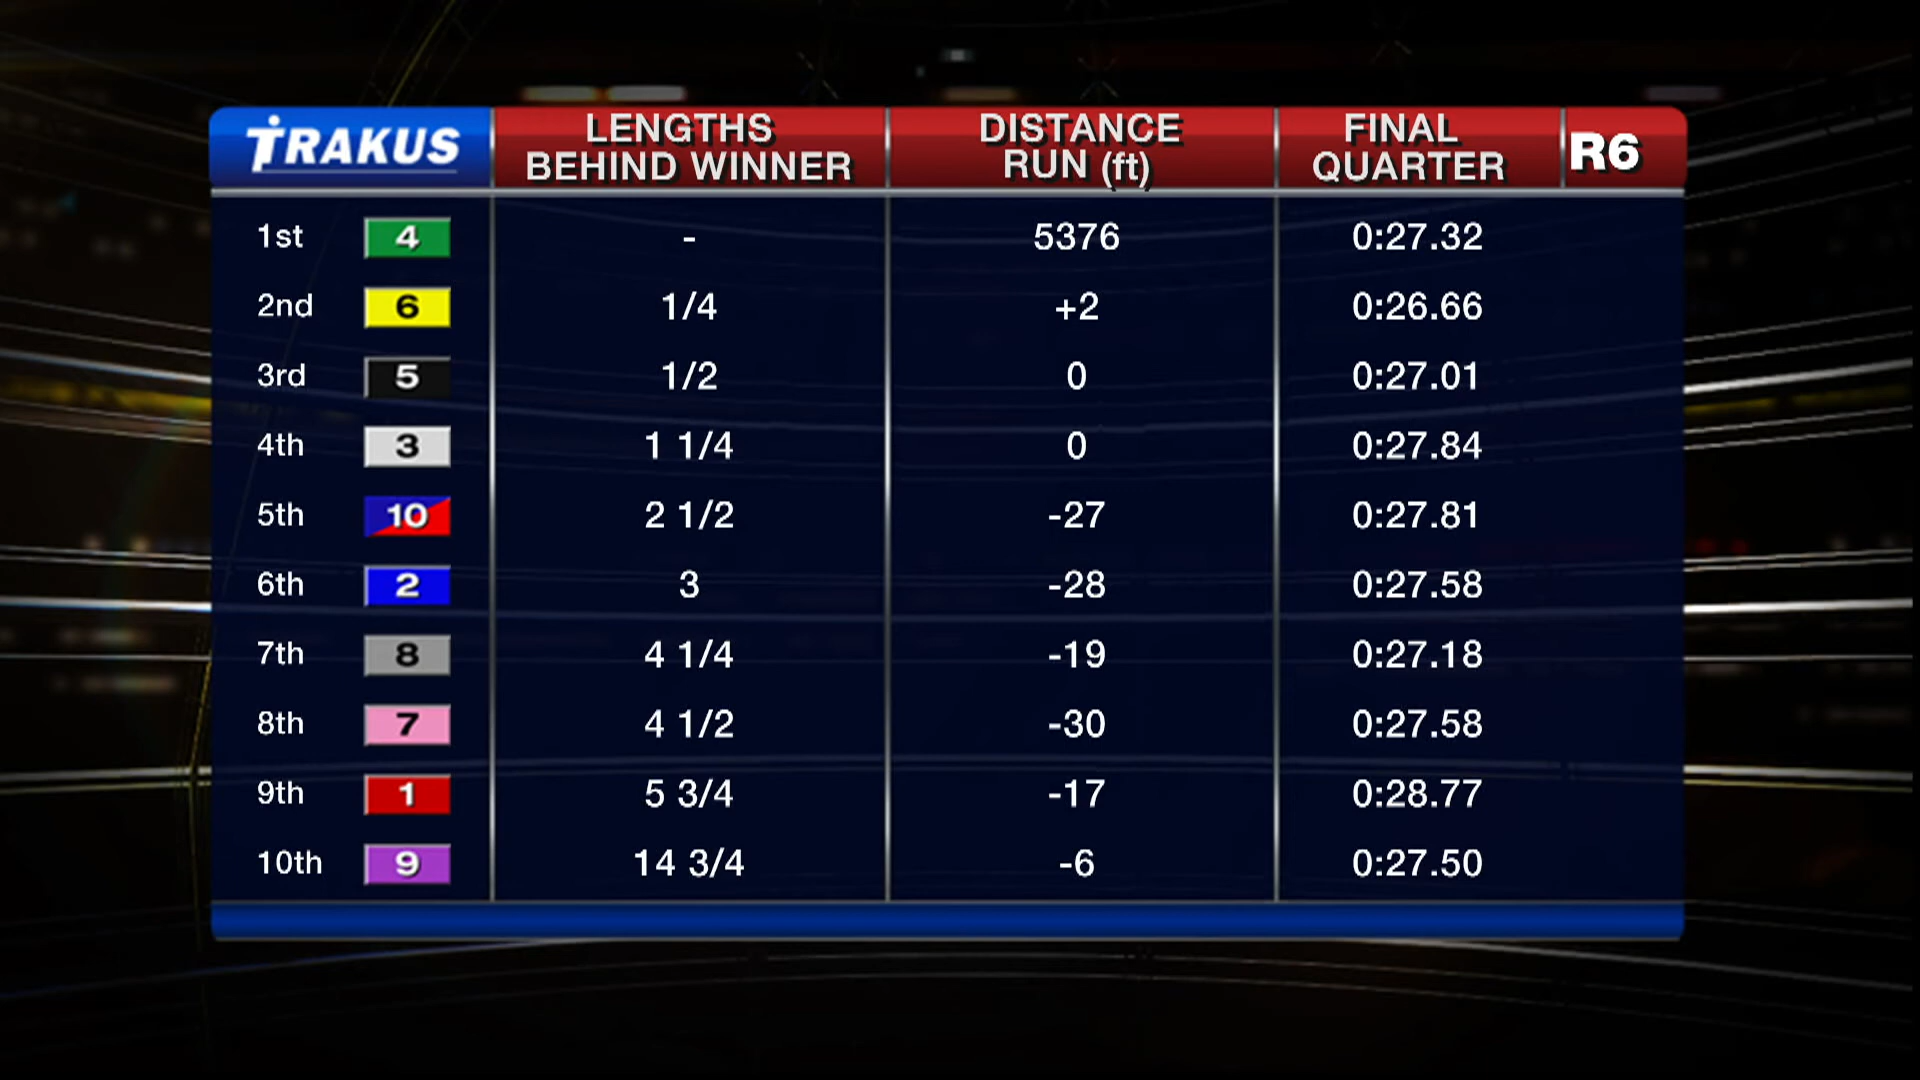 TRAKUS LENGTHS BEHIND WINNER DISTANCE RUN (ft) FINAL QUARTER R6
1st 4 - 5376 0:27.32
2nd 6 1/4 +2 0:26.66
3rd 5 1/2 0 0:27.01
4th 3 1 1/4 0 0:27.84
5th 10 2 1/2 -27 0:27.81
6th 2 3 -28 0:27.58
7th 8 4 1/4 -19 0:27.18
8th 7 4 1/2 -30 0:27.58
9th 1 5 3/4 -17 0:28.77
10th 9 14 3/4 -6 0:27.50